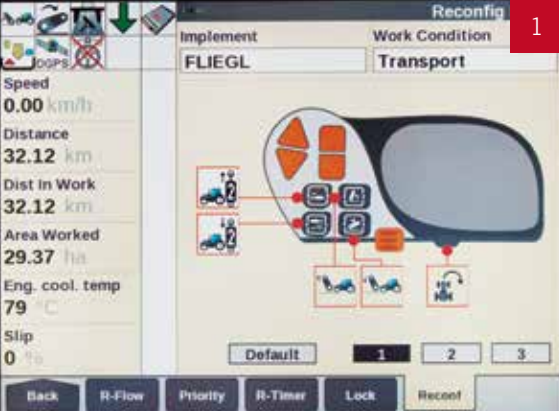 Reconfig
1
Implement
Work Condition
FLIEGL
Transport
DGPS
Speed
0.00 km/h
Distance
32.12 km
Dist In Work
32.12 km
Area Worked
29.37 ha
Eng. cool. temp
79 °C
Slip
0 %
Default
1
2
3
Back
R-Flow
Priority
R-Timer
Lock
Reconf